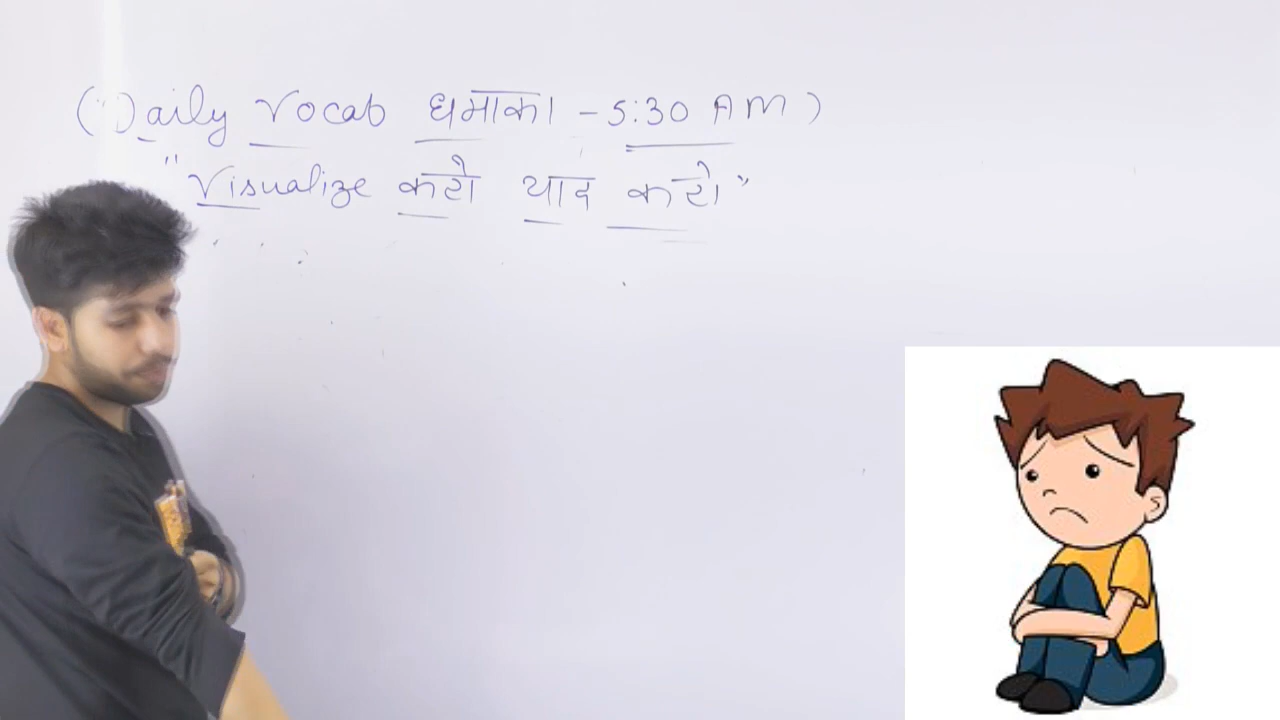 (Daily Vocab धमाका - 5:30 AM)
"Visualize करो याद करो"